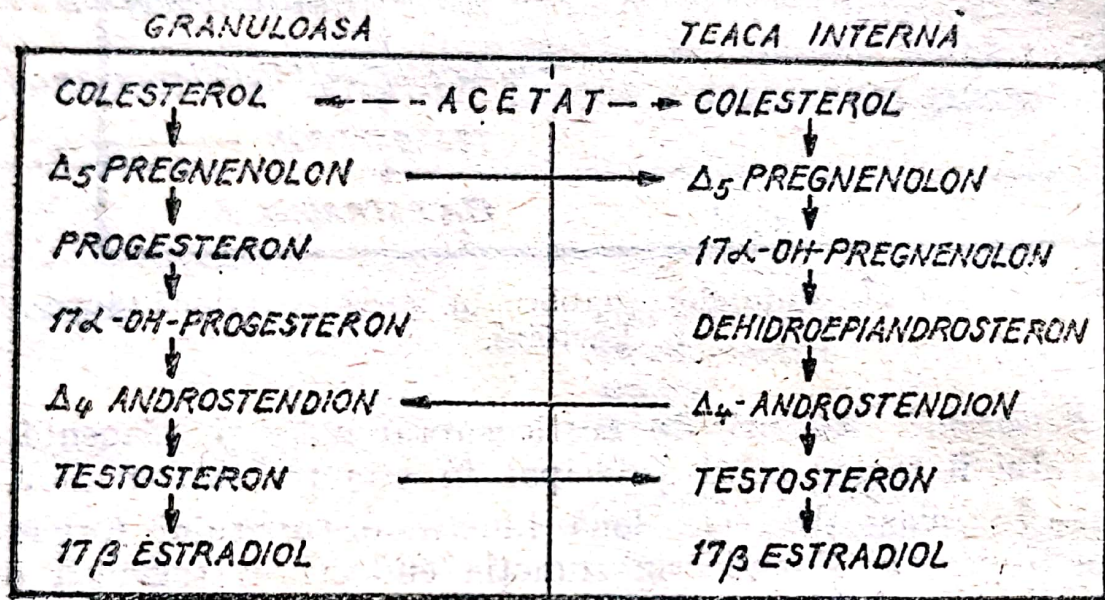 GRANULOASA TEACA INTERNĂ
COLESTEROL ACETAT COLESTEROL
Δ5 PREGNENOLON Δ5 PREGNENOLON
PROGESTERON 17α-OH-PREGNENOLON
17α-OH-PROGESTERON DEHIDROEPIANDROSTERON
Δ4 ANDROSTENDION Δ4-ANDROSTENDION
TESTOSTERON TESTOSTERON
17β ESTRADIOL 17β ESTRADIOL